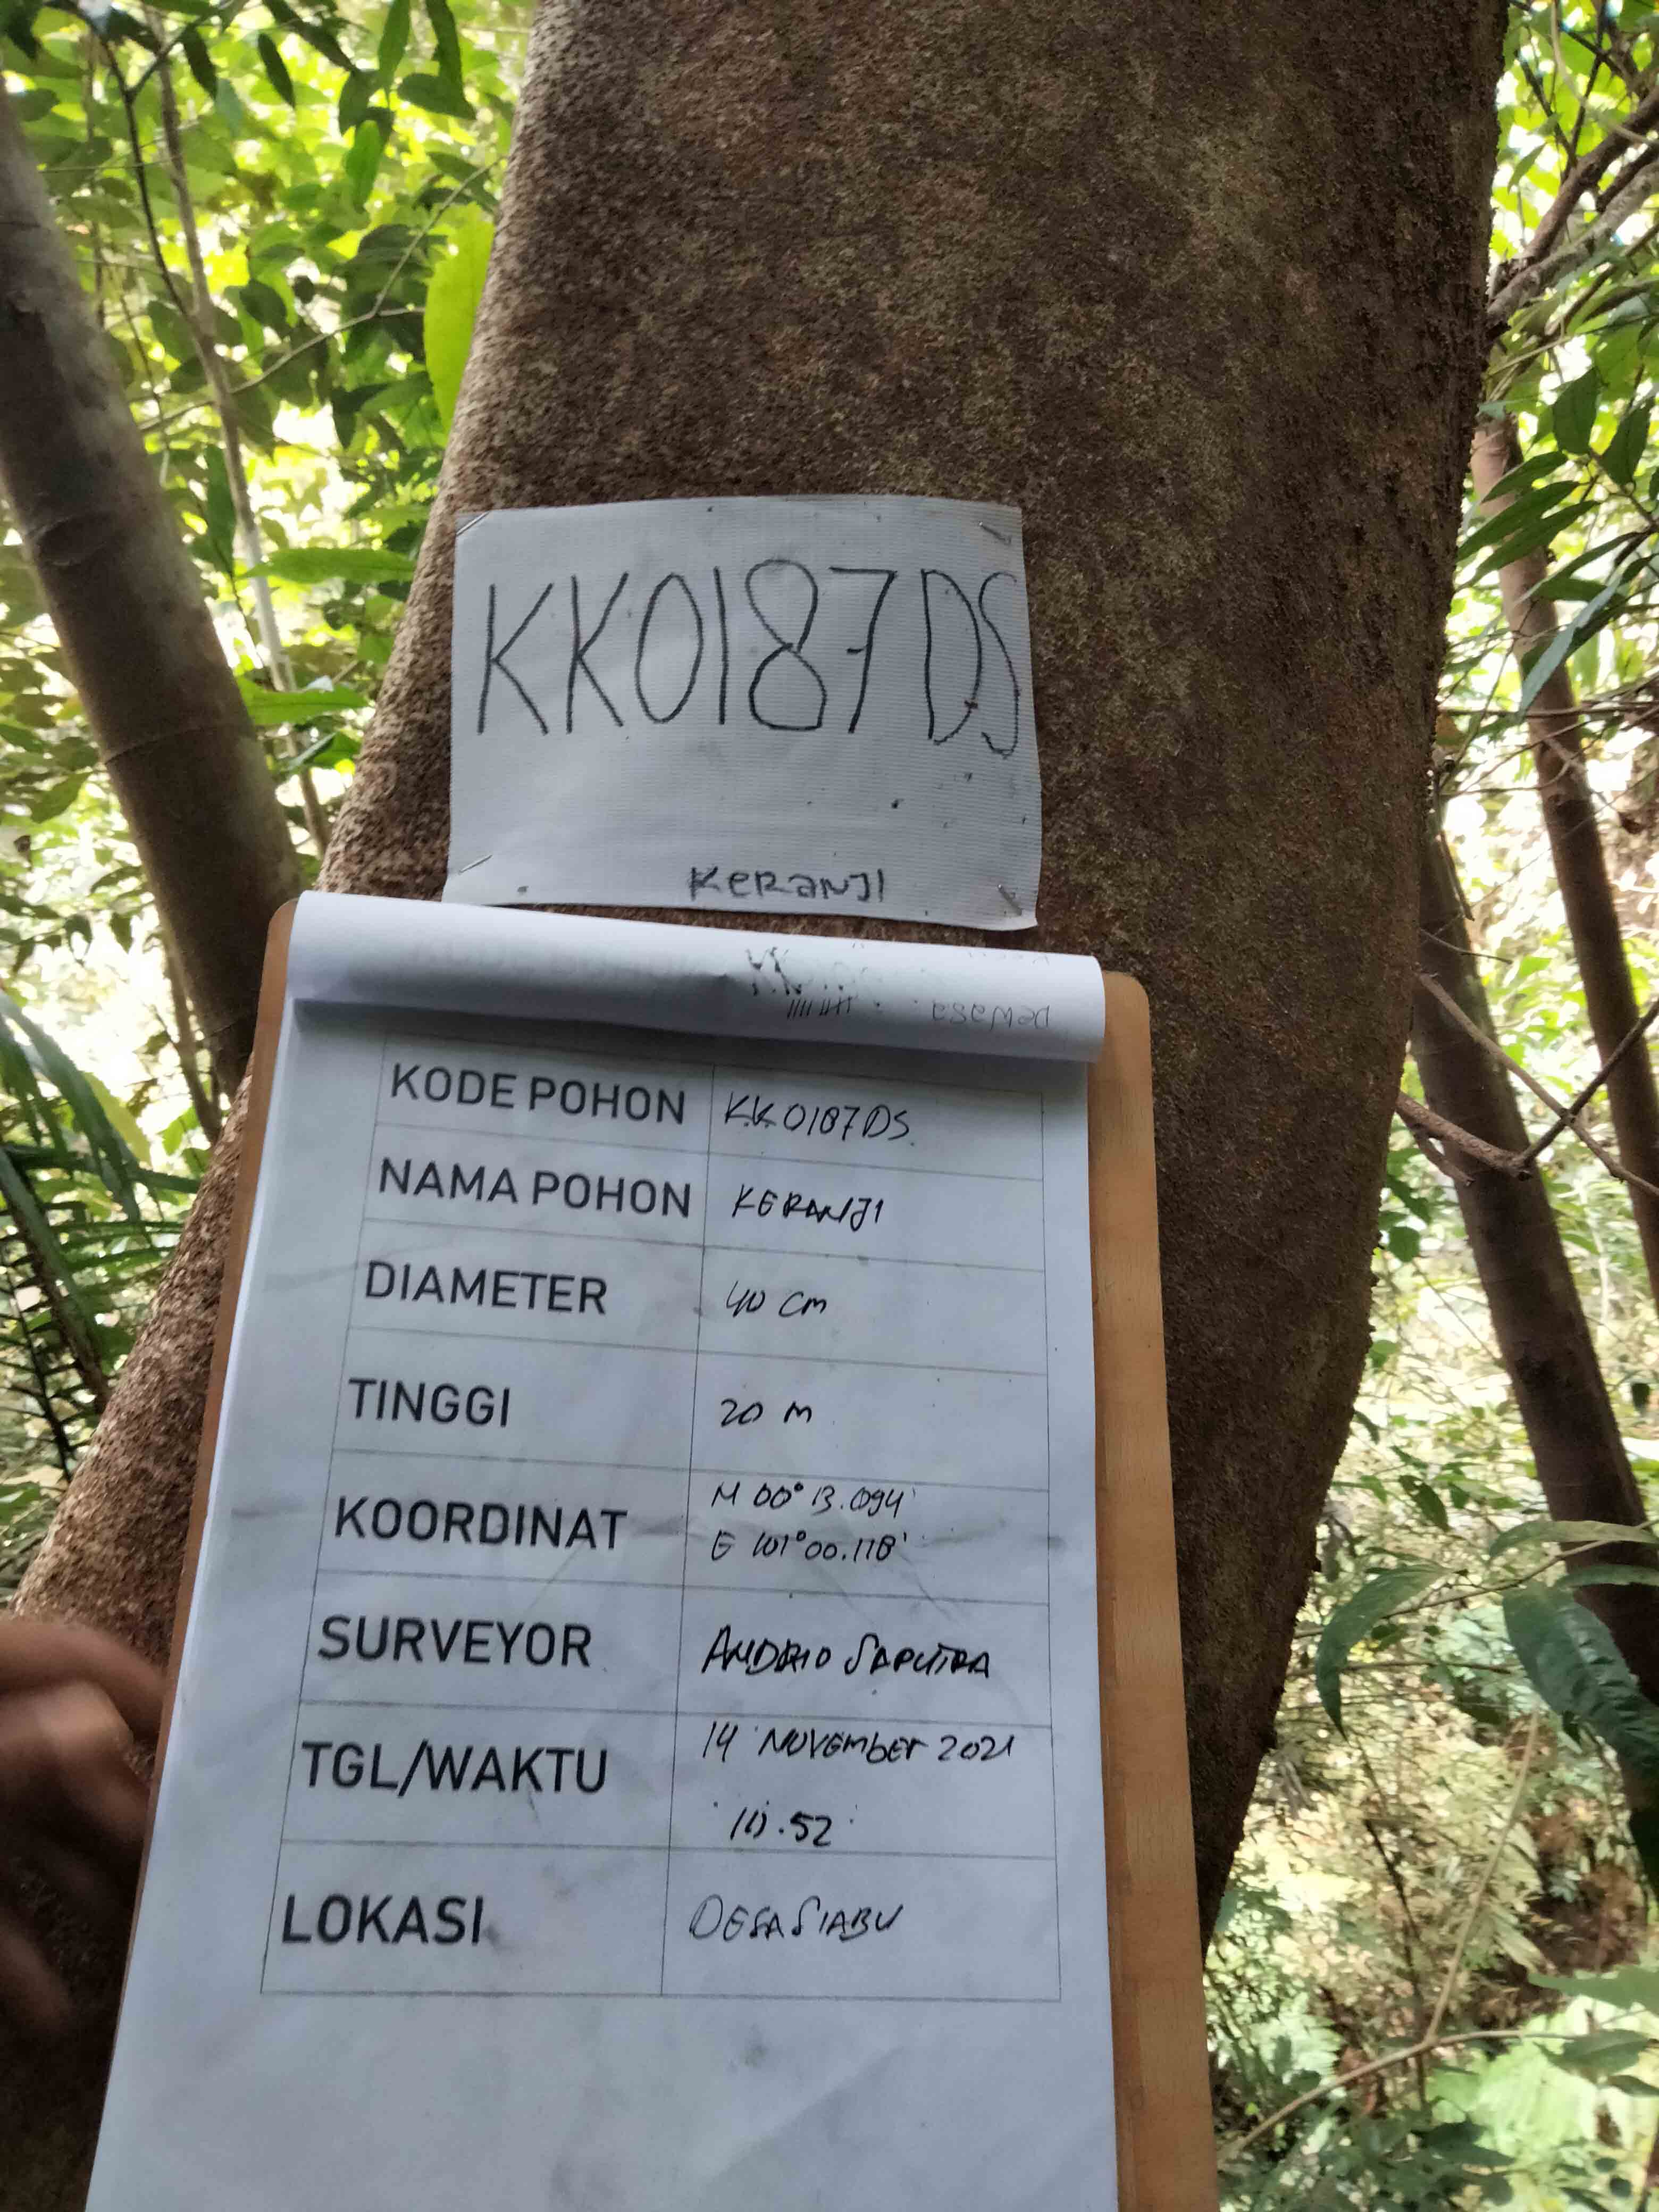 KK0187DS
KERANJI
Dewasa
KODE POHON KK0187DS
NAMA POHON KERANJI
DIAMETER 40 cm
TINGGI 20 M
KOORDINAT N 00° 13.094'
E 101°00.118'
SURVEYOR ANDRIO SAPUTRA
TGL/WAKTU 14 NOVEMBER 2021
10.52
LOKASI DESA SIABU